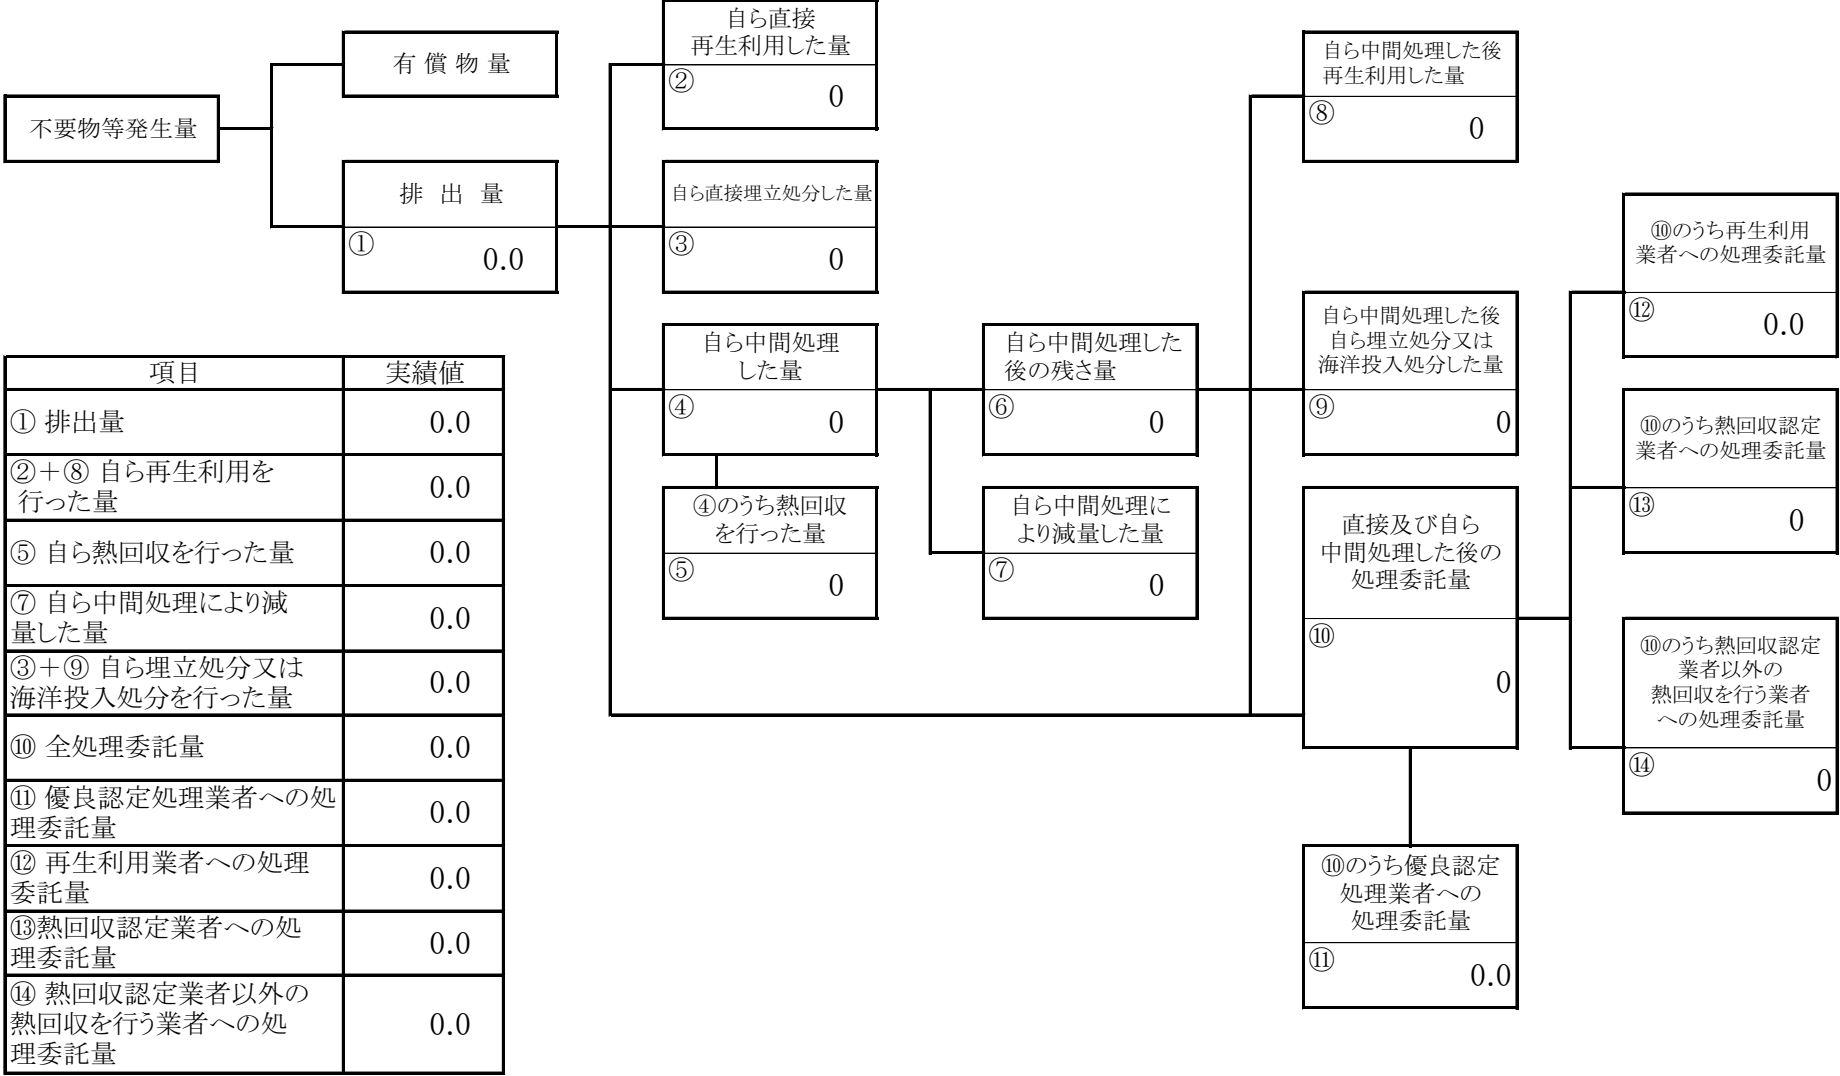 不要物等発生量
有償物量
排出量
①
0.0
自ら直接
再生利用した量
②
0
自ら直接埋立処分した量
③
0
自ら中間処理
した量
④
0
④のうち熱回収
を行った量
⑤
0
自ら中間処理した
後の残さ量
⑥
0
自ら中間処理に
より減量した量
⑦
0
自ら中間処理した後
再生利用した量
⑧
0
自ら中間処理した後
自ら埋立処分又は
海洋投入処分した量
⑨
0
直接及び自ら
中間処理した後の
処理委託量
⑩
0
⑩のうち優良認定
処理業者への
処理委託量
⑪
0.0
⑩のうち再生利用
業者への処理委託量
⑫
0.0
⑩のうち熱回収認定
業者への処理委託量
⑬
0
⑩のうち熱回収認定
業者以外の
熱回収を行う業者
への処理委託量
⑭
0
項目 実績値
① 排出量 0.0
②＋⑧ 自ら再生利用を
行った量 0.0
⑤ 自ら熱回収を行った量 0.0
⑦ 自ら中間処理により減
量した量 0.0
③＋⑨ 自ら埋立処分又は
海洋投入処分を行った量 0.0
⑩ 全処理委託量 0.0
⑪ 優良認定処理業者への処
理委託量 0.0
⑫ 再生利用業者への処理
委託量 0.0
⑬熱回収認定業者への処
理委託量 0.0
⑭ 熱回収認定業者以外の
熱回収を行う業者への処
理委託量 0.0